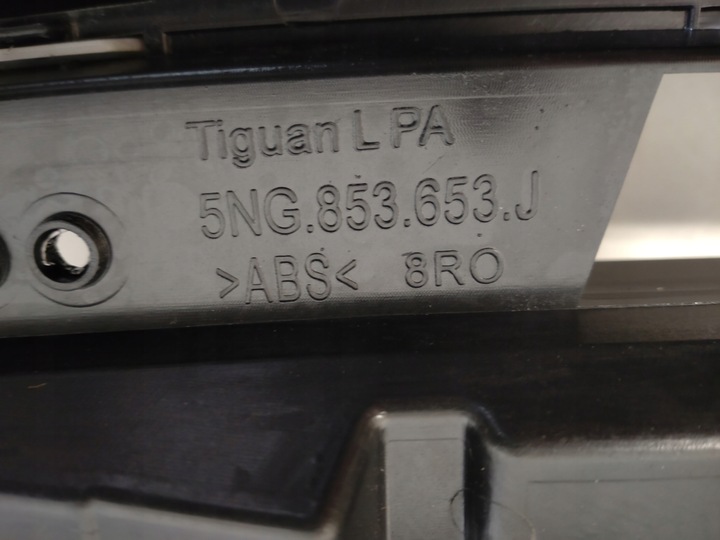 Tiguan L PA
5NG.853.653.J
>ABS< 8RO